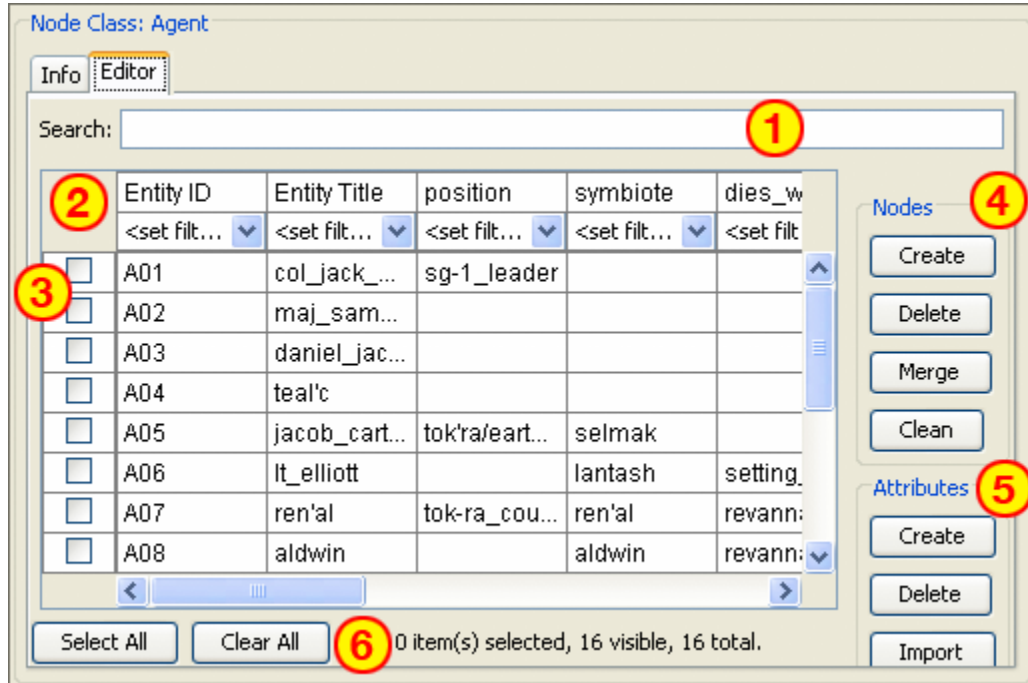 Node Class: Agent
Info Editor
Search: 1
2 Entity ID Entity Title position symbiote dies_w
<set filt... <set filt... <set filt... <set filt... <set filt
3
A01 col_jack_... sg-1_leader
A02 maj_sam...
A03 daniel_jac...
A04 teal'c
A05 jacob_cart... tok'ra/eart... selmak
A06 lt_elliott lantash setting_
A07 ren'al tok-ra_cou... ren'al revanna
A08 aldwin aldwin revanna
Select All Clear All 6 0 item(s) selected, 16 visible, 16 total.
Nodes 4
Create
Delete
Merge
Clean
Attributes 5
Create
Delete
Import